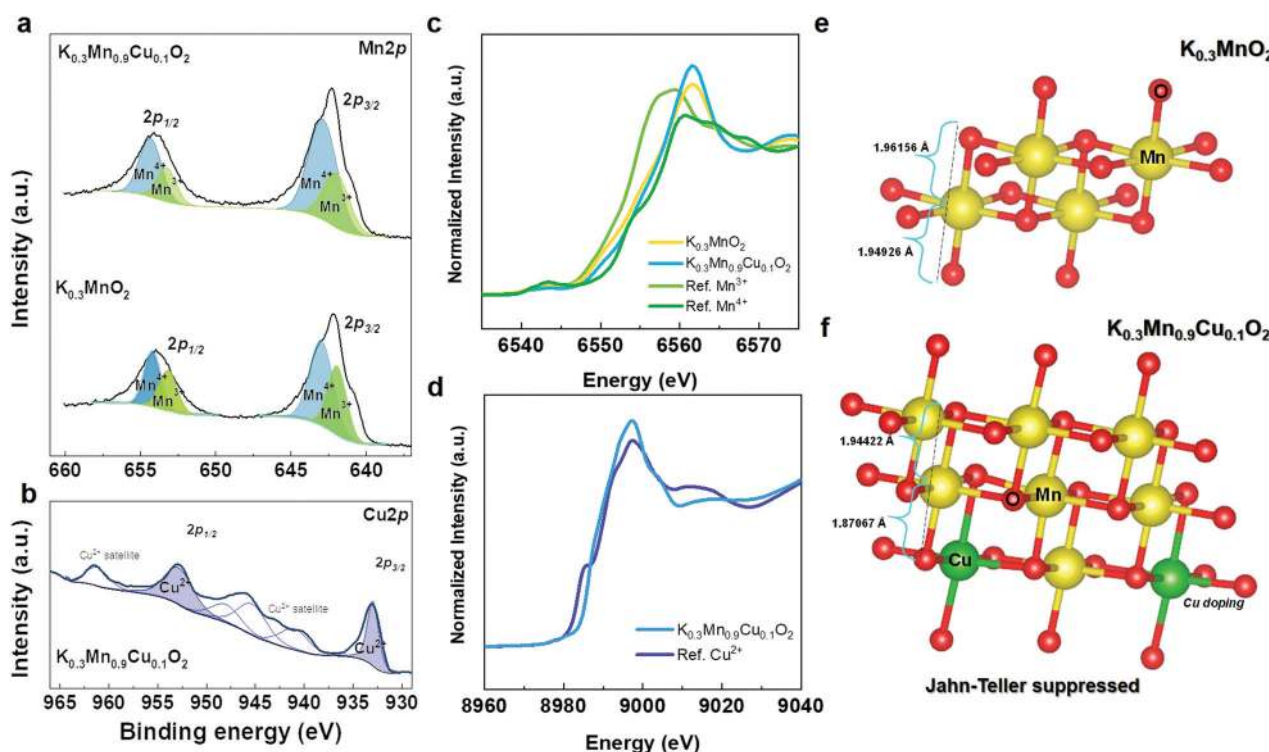 a
K0.3Mn0.9Cu0.1O2
Mn2p
2p1/2
2p3/2
Mn4+
Mn3+
Mn4+
Mn3+
K0.3MnO2
2p1/2
2p3/2
Mn4+
Mn3+
Mn4+
Mn3+
Intensity (a.u.)
660 655 650 645 640
b
Cu2p
2p1/2
2p3/2
Cu2+ satellite
Cu2+
Cu2+ satellite
Cu2+
K0.3Mn0.9Cu0.1O2
Intensity (a.u.)
965 960 955 950 945 940 935 930
Binding energy (eV)
c
Normalized Intensity (a.u.)
K0.3MnO2
K0.3Mn0.9Cu0.1O2
Ref. Mn3+
Ref. Mn4+
6540 6550 6560 6570
Energy (eV)
d
Normalized Intensity (a.u.)
K0.3Mn0.9Cu0.1O2
Ref. Cu2+
8960 8980 9000 9020 9040
Energy (eV)
e
K0.3MnO2
O
Mn
1.96156 Å
1.94926 Å
f
K0.3Mn0.9Cu0.1O2
1.94422 Å
O
Mn
1.87067 Å
Cu
Cu doping
Jahn-Teller suppressed